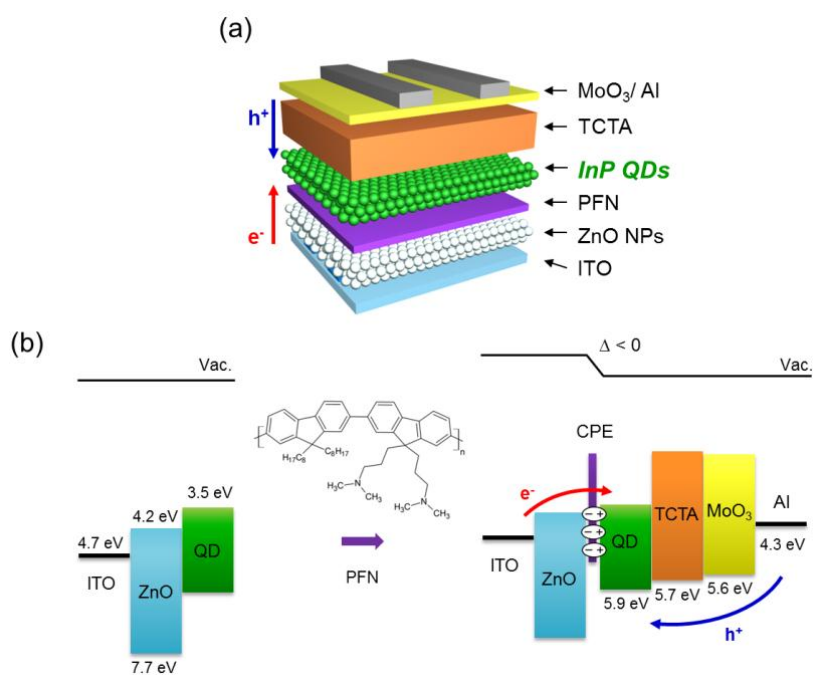 (a)
h+
e-
MoO3/ Al
TCTA
InP QDs
PFN
ZnO NPs
ITO
(b)
Vac.
4.7 eV
ITO
4.2 eV
ZnO
7.7 eV
3.5 eV
QD
H17C8
C8H17
n
H3C
N
CH3
CH3
H3C
N
CH3
CH3
PFN
Δ < 0
Vac.
CPE
e-
ITO
ZnO
− +
− +
− +
QD
5.9 eV
TCTA
5.7 eV
MoO3
5.6 eV
Al
4.3 eV
h+